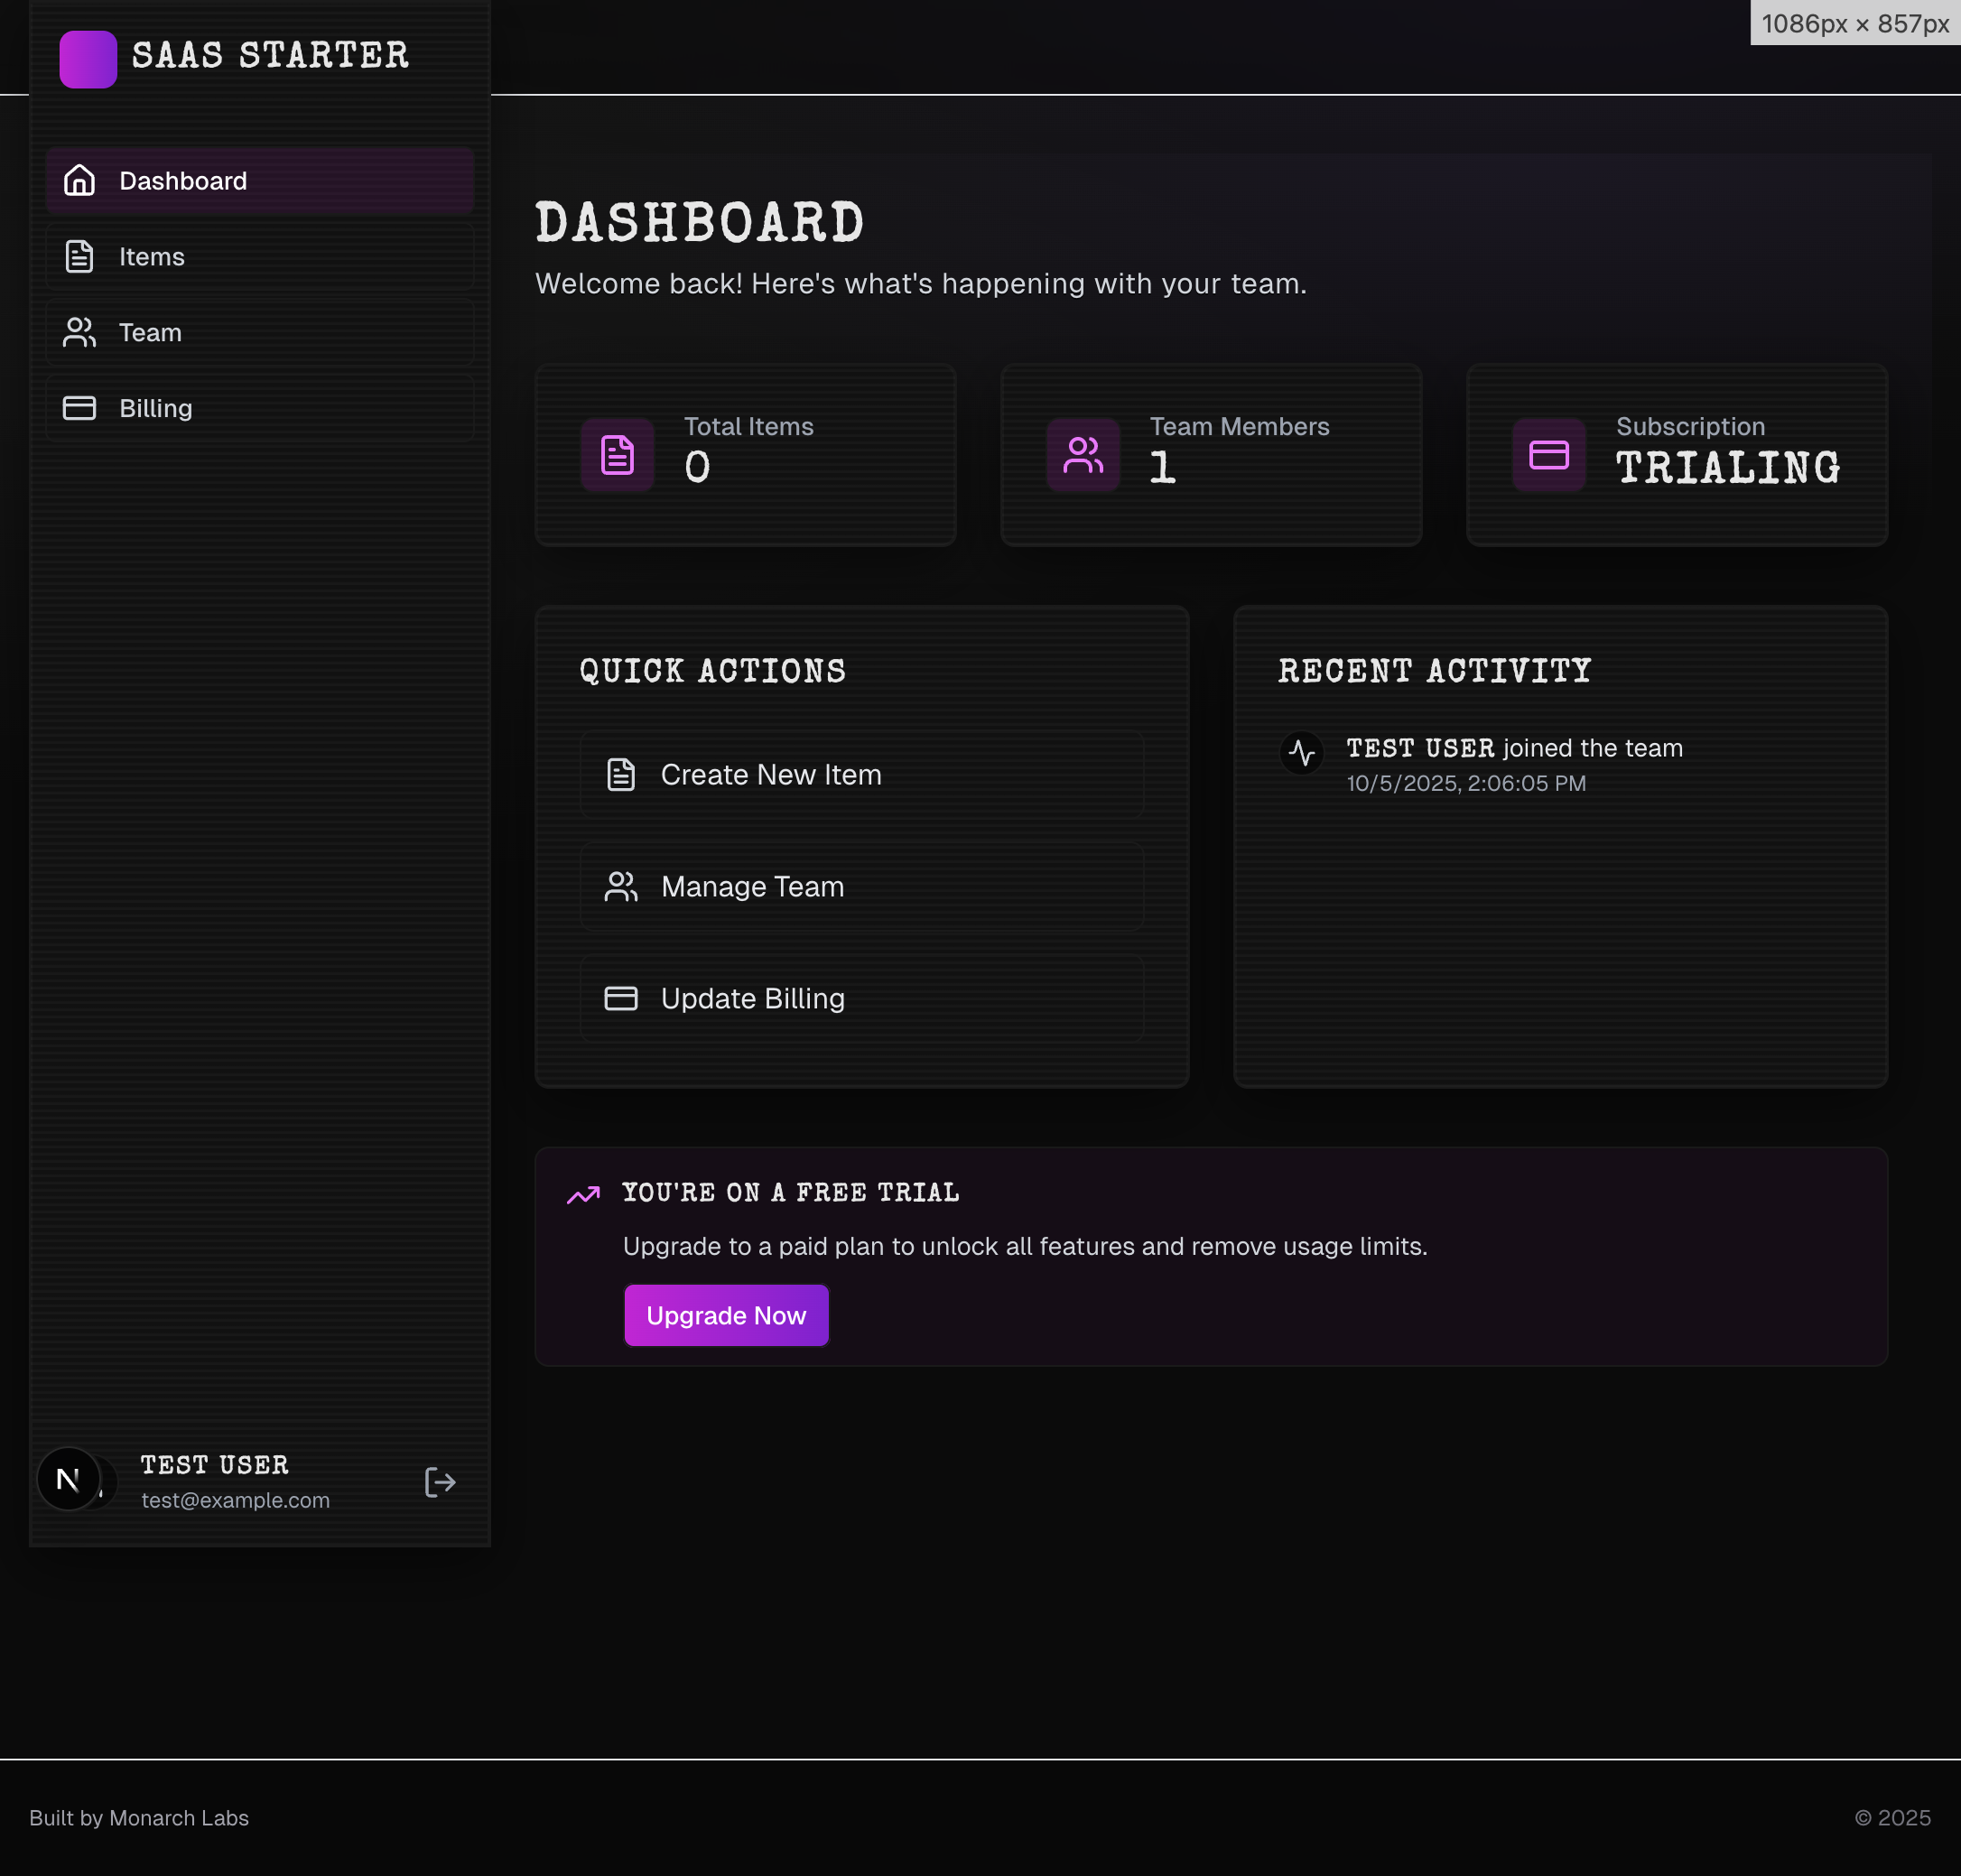 1086px × 857px
SAAS STARTER
Dashboard
Items
Team
Billing
DASHBOARD
Welcome back! Here's what's happening with your team.
Total Items
0
Team Members
1
Subscription
TRIALING
QUICK ACTIONS
Create New Item
Manage Team
Update Billing
RECENT ACTIVITY
TEST USER joined the team
10/5/2025, 2:06:05 PM
YOU'RE ON A FREE TRIAL
Upgrade to a paid plan to unlock all features and remove usage limits.
Upgrade Now
N
TEST USER
test@example.com
Built by Monarch Labs
© 2025